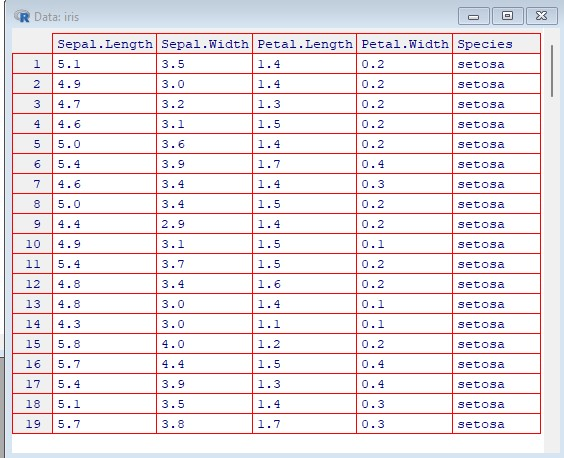 Data: iris
Sepal.Length Sepal.Width Petal.Length Petal.Width Species
1 5.1 3.5 1.4 0.2 setosa
2 4.9 3.0 1.4 0.2 setosa
3 4.7 3.2 1.3 0.2 setosa
4 4.6 3.1 1.5 0.2 setosa
5 5.0 3.6 1.4 0.2 setosa
6 5.4 3.9 1.7 0.4 setosa
7 4.6 3.4 1.4 0.3 setosa
8 5.0 3.4 1.5 0.2 setosa
9 4.4 2.9 1.4 0.2 setosa
10 4.9 3.1 1.5 0.1 setosa
11 5.4 3.7 1.5 0.2 setosa
12 4.8 3.4 1.6 0.2 setosa
13 4.8 3.0 1.4 0.1 setosa
14 4.3 3.0 1.1 0.1 setosa
15 5.8 4.0 1.2 0.2 setosa
16 5.7 4.4 1.5 0.4 setosa
17 5.4 3.9 1.3 0.4 setosa
18 5.1 3.5 1.4 0.3 setosa
19 5.7 3.8 1.7 0.3 setosa